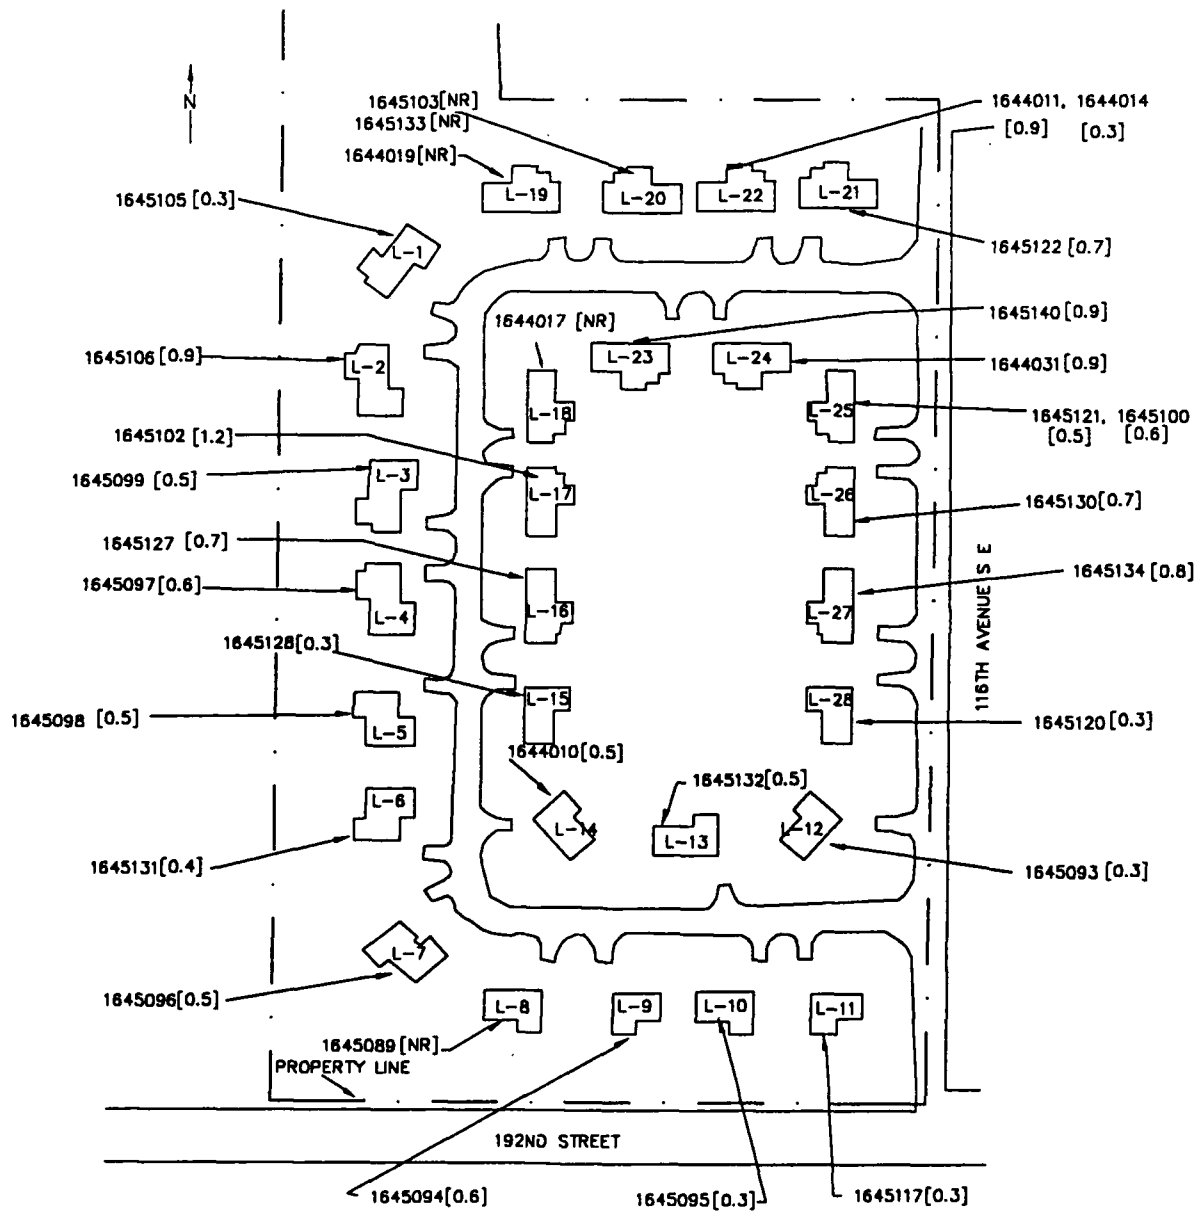 N
1645103[NR]
1645133[NR]
1644019[NR]
1644011, 1644014
[0.9] [0.3]
1645105 [0.3]
L-19
L-20
L-22
L-21
L-1
1645122 [0.7]
1644017 [NR]
1645140[0.9]
1645106[0.9]
L-2
L-23
L-24
1644031[0.9]
L-18
L-25
1645121, 1645100
[0.5] [0.6]
1645102 [1.2]
1645099 [0.5]
L-3
L-17
L-26
1645130[0.7]
1645127 [0.7]
1645097[0.6]
L-4
L-16
L-27
1645134 [0.8]
116TH AVENUE S E
1645128[0.3]
L-15
L-28
1645098 [0.5]
L-5
1645120[0.3]
1644010[0.5]
1645132[0.5]
L-6
L-14
L-13
L-12
1645131[0.4]
1645093[0.3]
L-7
1645096[0.5]
L-8
L-9
L-10
L-11
1645089[NR]
PROPERTY LINE
192ND STREET
1645094[0.6]
1645095[0.3]
1645117[0.3]